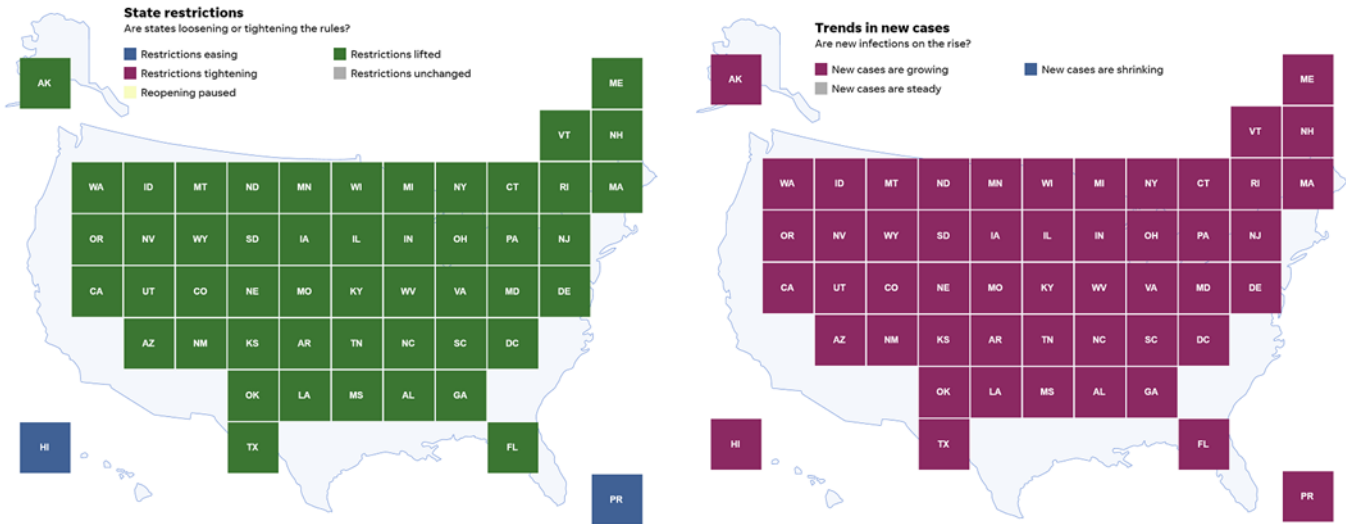 State restrictions
Are states loosening or tightening the rules?
Restrictions easing
Restrictions lifted
Restrictions tightening
Restrictions unchanged
Reopening paused
AK
ME
VT NH
WA ID MT ND MN WI MI NY CT RI MA
OR NV WY SD IA IL IN OH PA NJ
CA UT CO NE MO KY WV VA MD DE
AZ NM KS AR TN NC SC DC
OK LA MS AL GA
HI TX FL
PR
Trends in new cases
Are new infections on the rise?
New cases are growing
New cases are shrinking
New cases are steady
AK
ME
VT NH
WA ID MT ND MN WI MI NY CT RI MA
OR NV WY SD IA IL IN OH PA NJ
CA UT CO NE MO KY WV VA MD DE
AZ NM KS AR TN NC SC DC
OK LA MS AL GA
HI TX FL
PR